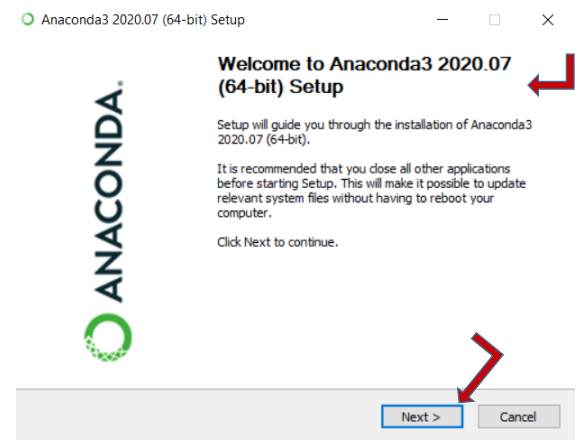 Anaconda3 2020.07 (64-bit) Setup
Welcome to Anaconda3 2020.07
(64-bit) Setup
Setup will guide you through the installation of Anaconda3
2020.07 (64-bit).
It is recommended that you close all other applications
before starting Setup. This will make it possible to update
relevant system files without having to reboot your
computer.
Click Next to continue.
ANACONDA.
Next >
Cancel